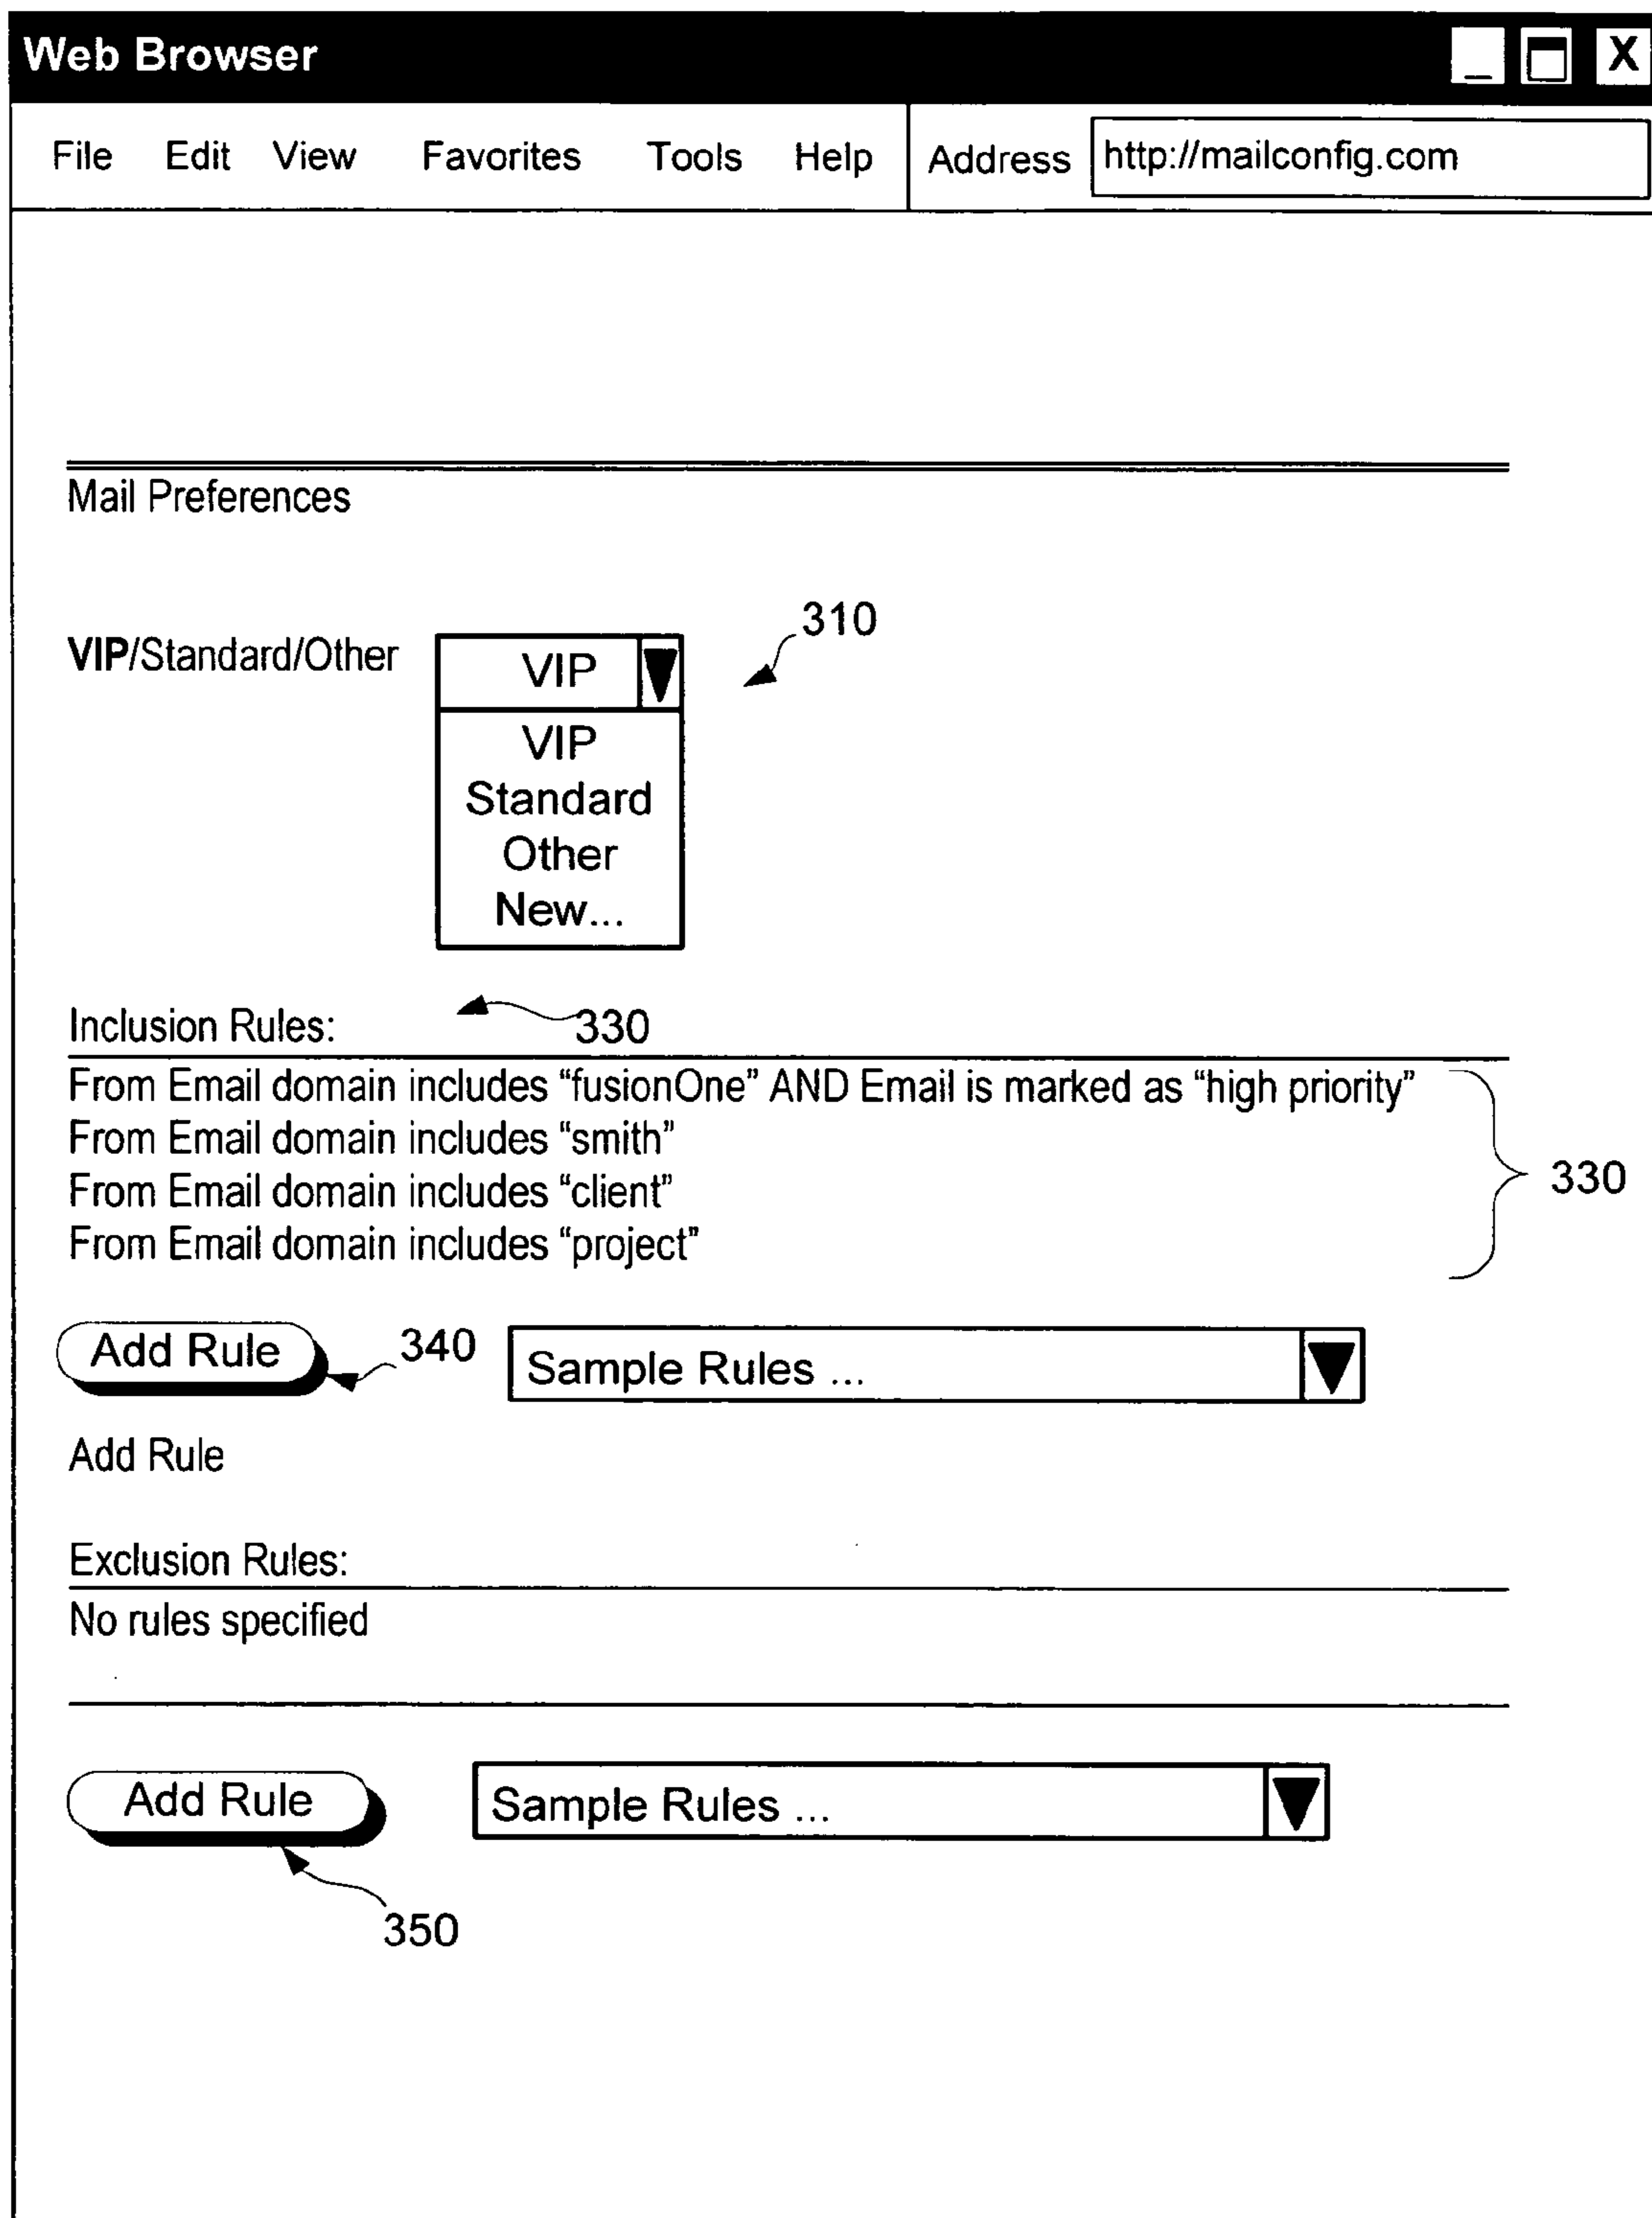 Web Browser _ X
File Edit View Favorites Tools Help Address http://mailconfig.com
Mail Preferences
310
VIP/Standard/Other VIP
VIP
Standard
Other
New...
Inclusion Rules: 330
From Email domain includes “fusionOne” AND Email is marked as “high priority”
From Email domain includes “smith”
From Email domain includes “client”
330
From Email domain includes “project”
Add Rule 340 Sample Rules ...
Add Rule
Exclusion Rules:
No rules specified
Add Rule Sample Rules ...
350